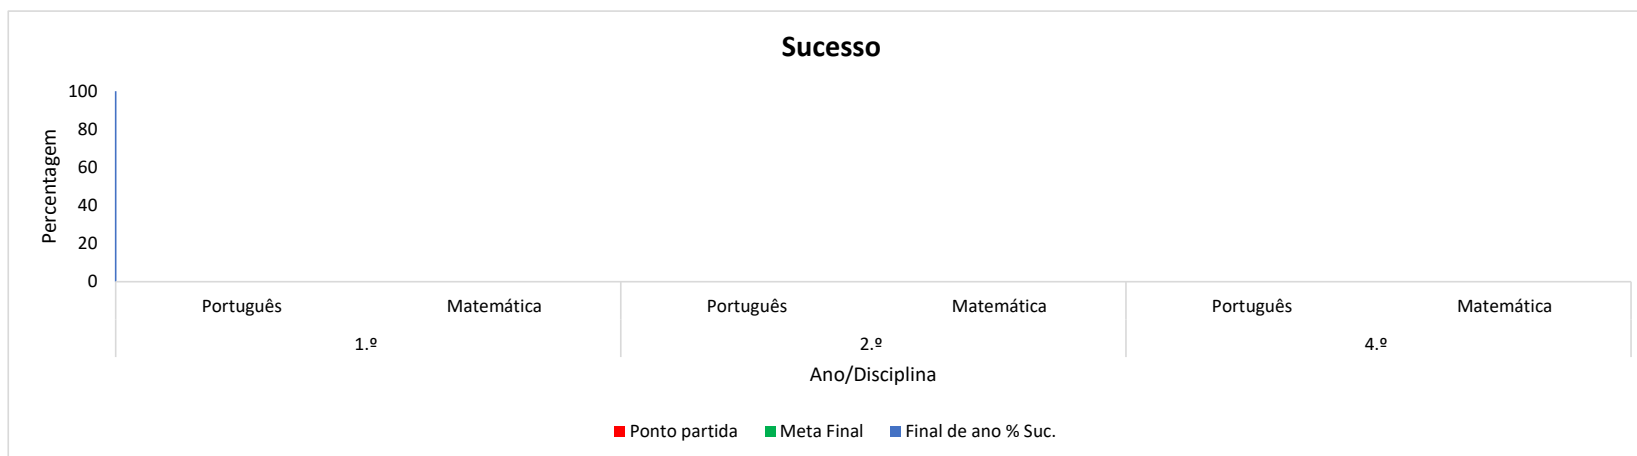 Sucesso
100
80
60
40
20
0
Percentagem
Português Matemática Português Matemática Português Matemática
1.º 2.º 4.º
Ano/Disciplina
Ponto partida Meta Final Final de ano % Suc.